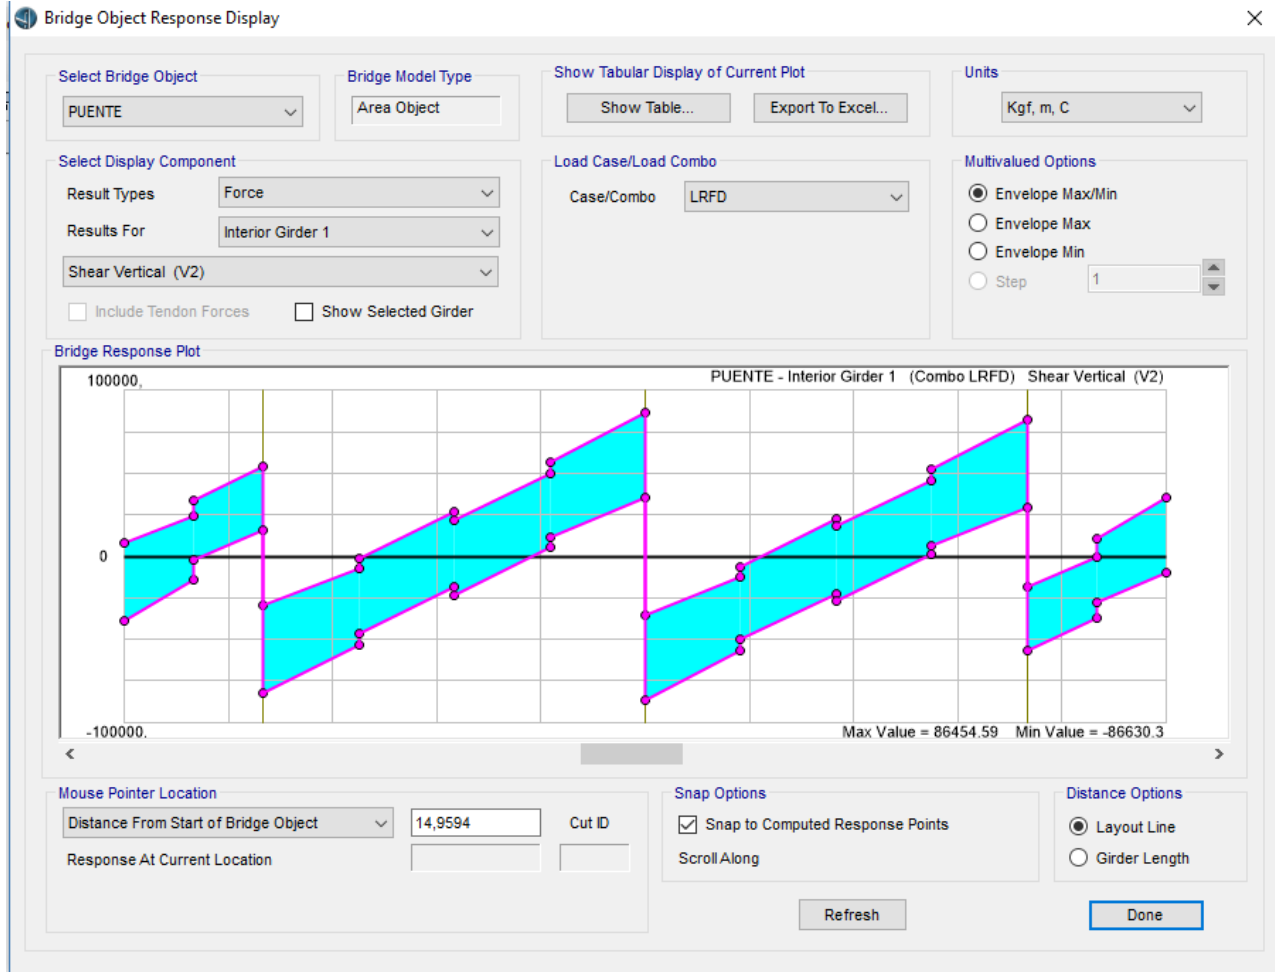 Bridge Object Response Display
Select Bridge Object
Bridge Model Type
Show Tabular Display of Current Plot
Units
PUENTE
Area Object
Show Table...
Export To Excel...
Kgf, m, C
Select Display Component
Load Case/Load Combo
Multivalued Options
Result Types
Force
Case/Combo
LRFD
Envelope Max/Min
Results For
Interior Girder 1
Envelope Max
Shear Vertical (V2)
Envelope Min
Step
1
Include Tendon Forces
Show Selected Girder
Bridge Response Plot
100000,
PUENTE - Interior Girder 1 (Combo LRFD) Shear Vertical (V2)
0
-100000.
Max Value = 86454.59 Min Value = -86630.3
Mouse Pointer Location
Snap Options
Distance Options
Distance From Start of Bridge Object
14,9594
Cut ID
Snap to Computed Response Points
Layout Line
Response At Current Location
Scroll Along
Girder Length
Refresh
Done